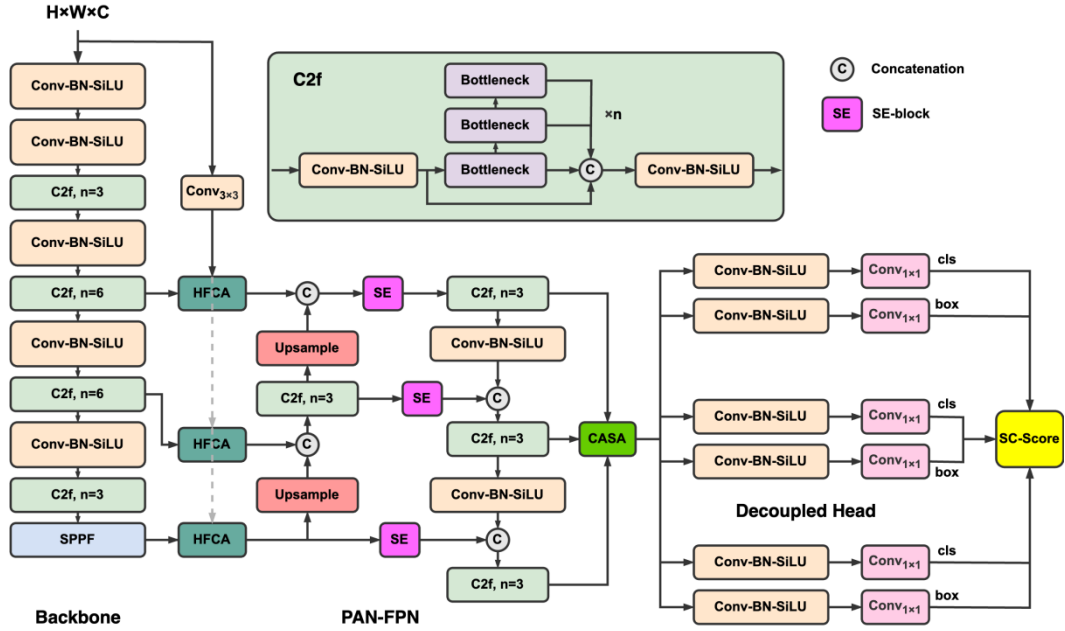 H×W×C
Conv-BN-SiLU
Conv-BN-SiLU
C2f, n=3
Conv-BN-SiLU
C2f, n=6
Conv-BN-SiLU
C2f, n=6
Conv-BN-SiLU
C2f, n=3
SPPF
Backbone
Conv3×3
HFCA
HFCA
HFCA
C2f
Bottleneck
Bottleneck
Bottleneck
×n
Conv-BN-SiLU
C
Conv-BN-SiLU
C
Concatenation
SE
SE-block
C
SE
C2f, n=3
Upsample
Conv-BN-SiLU
C2f, n=3
SE
C
C
C2f, n=3
Upsample
Conv-BN-SiLU
SE
C
C2f, n=3
PAN-FPN
CASA
Conv-BN-SiLU
Conv1×1
cls
Conv-BN-SiLU
Conv1×1
box
Conv-BN-SiLU
Conv1×1
cls
Conv-BN-SiLU
Conv1×1
box
SC-Score
Decoupled Head
Conv-BN-SiLU
Conv1×1
cls
Conv-BN-SiLU
Conv1×1
box